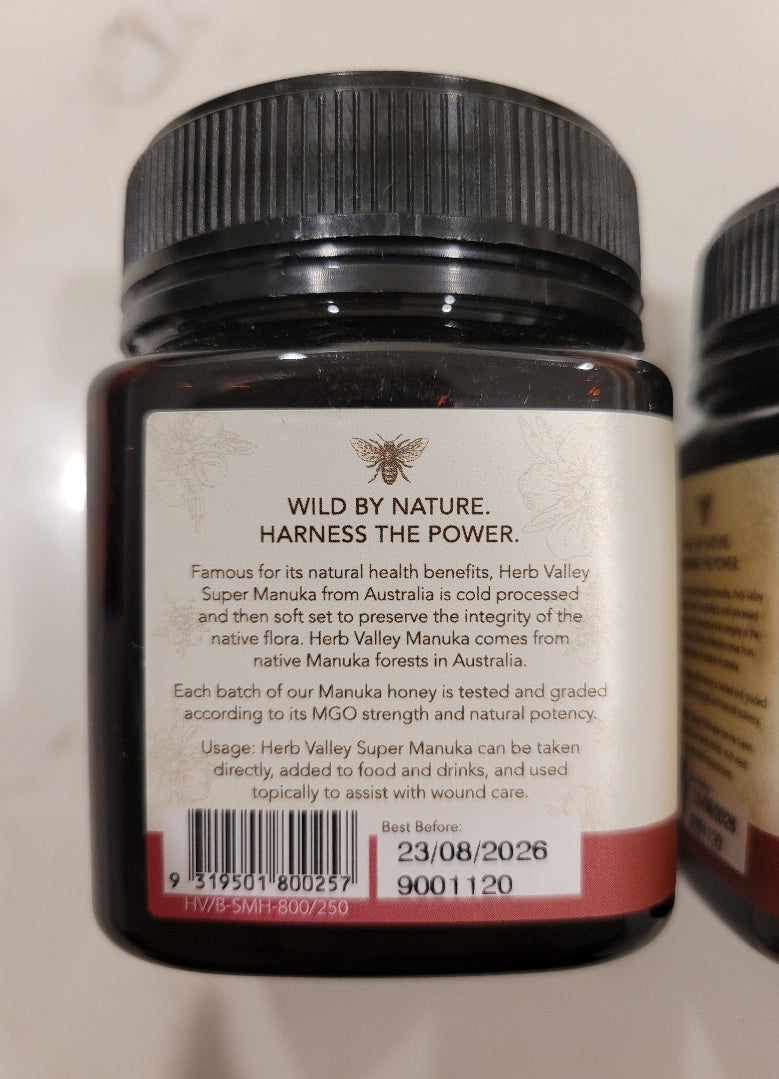 WILD BY NATURE.
HARNESS THE POWER.
Famous for its natural health benefits, Herb Valley
Super Manuka from Australia is cold processed
and then soft set to preserve the integrity of the
native flora. Herb Valley Manuka comes from
native Manuka forests in Australia.
Each batch of our Manuka honey is tested and graded
according to its MGO strength and natural potency.
Usage: Herb Valley Super Manuka can be taken
directly, added to food and drinks, and used
topically to assist with wound care.
Best Before:
23/08/2026
9001120
9 319501 800257
HV/B-SMH-800/250